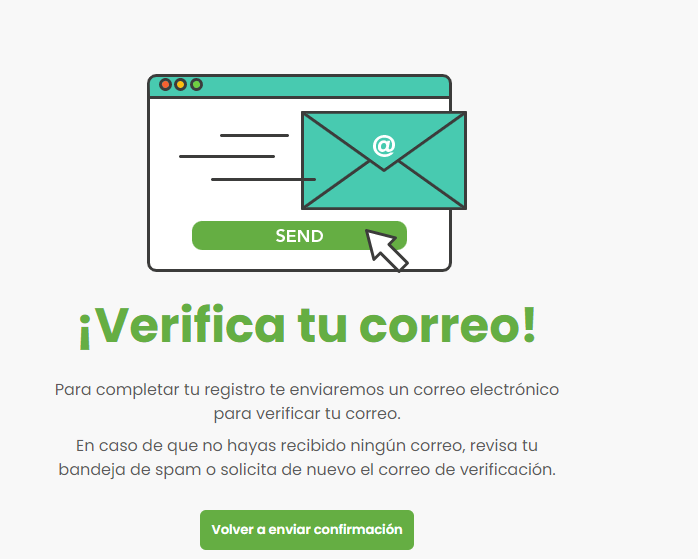 @
SEND
¡Verifica tu correo!
Para completar tu registro te enviaremos un correo electrónico
para verificar tu correo.
En caso de que no hayas recibido ningún correo, revisa tu
bandeja de spam o solicita de nuevo el correo de verificación.
Volver a enviar confirmación